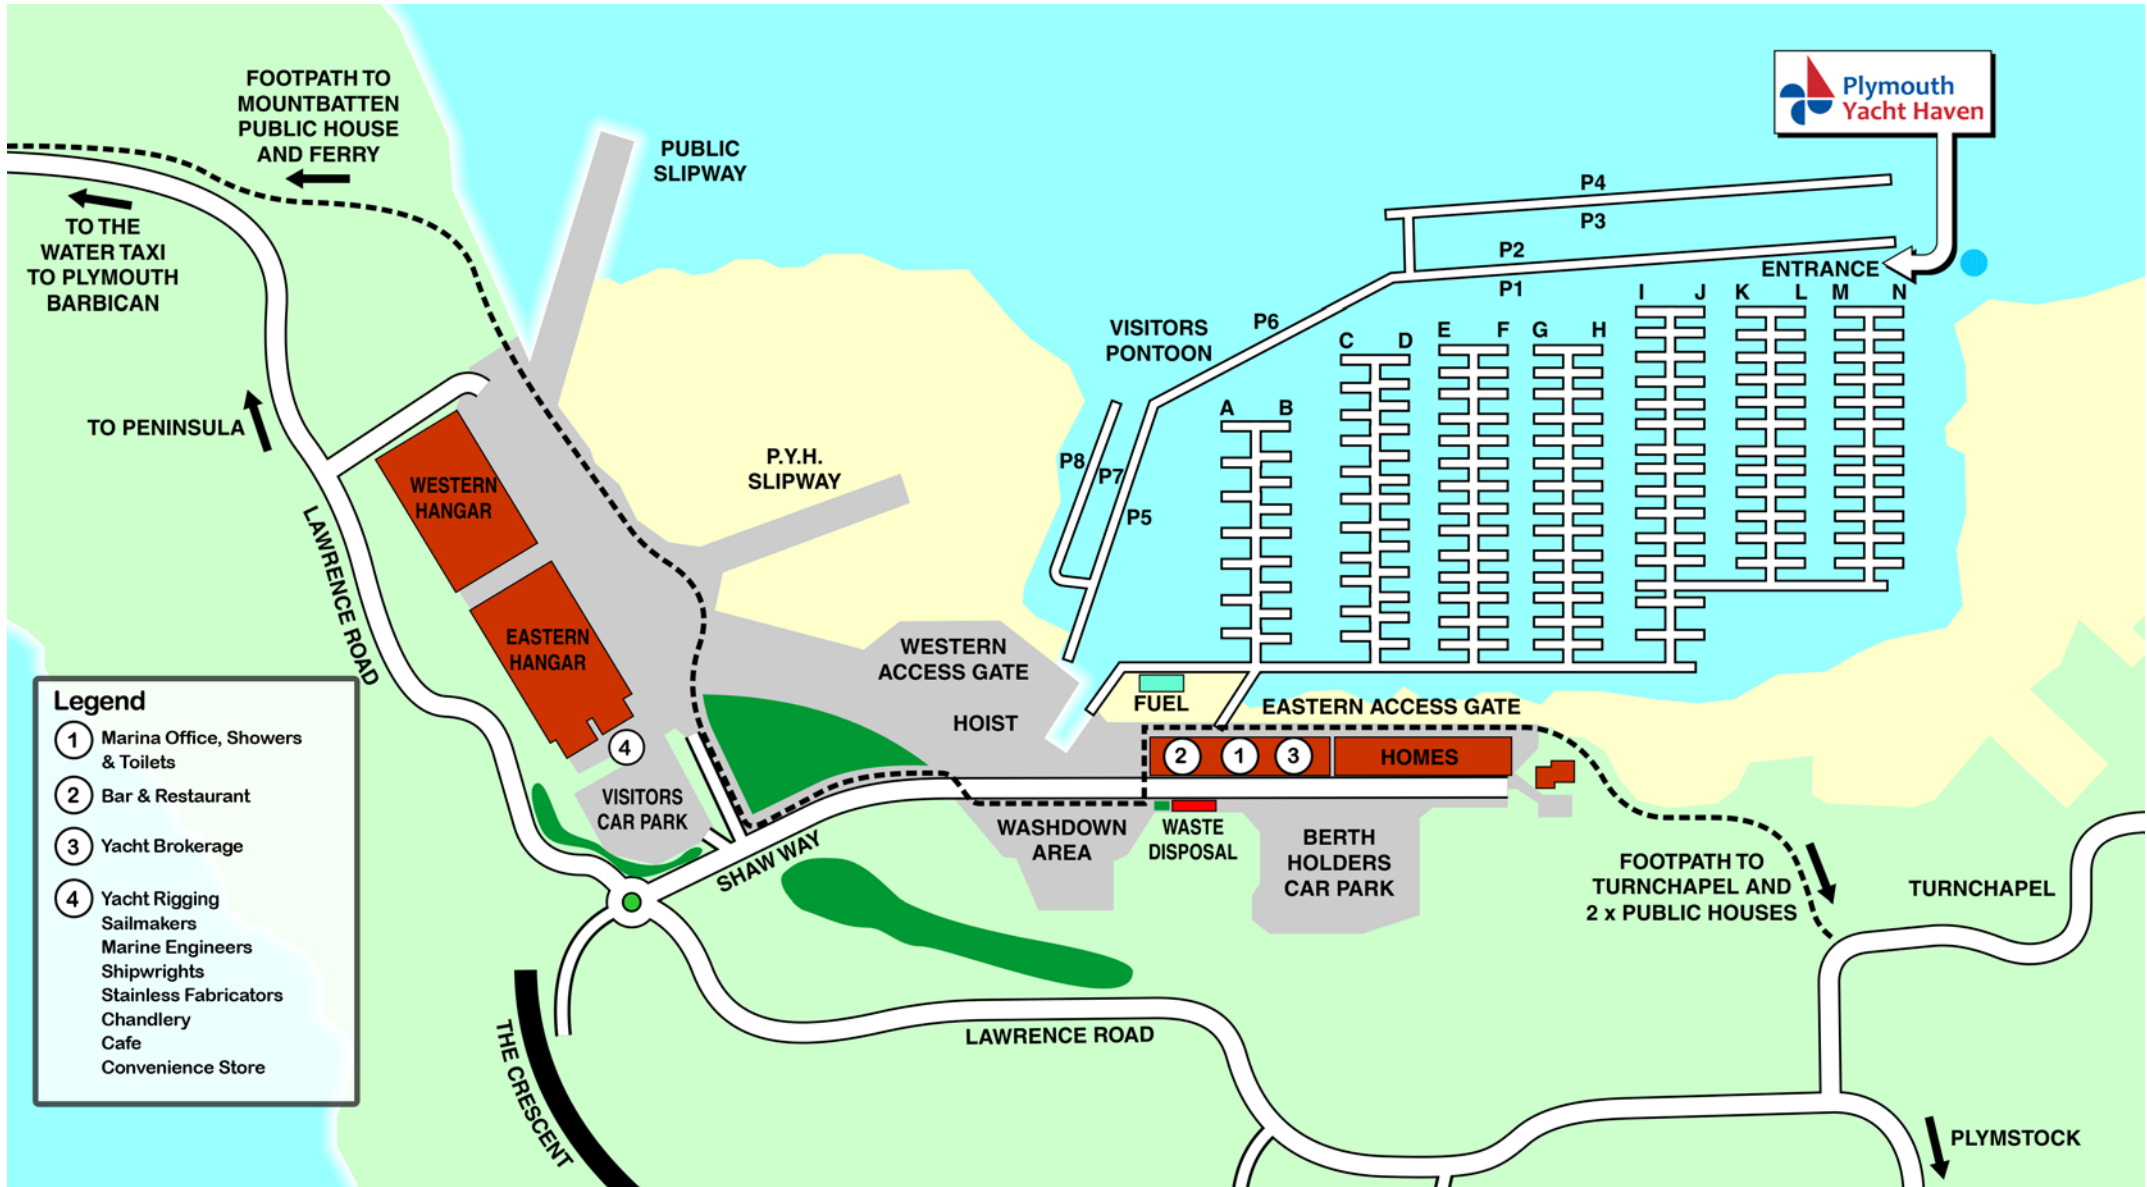 FOOTPATH TO
MOUNTBATTEN
PUBLIC HOUSE
AND FERRY
TO THE
WATER TAXI
TO PLYMOUTH
BARBICAN
PUBLIC
SLIPWAY
Plymouth
Yacht Haven
P4
P3
P2
P1
ENTRANCE
I J K L M N
VISITORS
PONTOON
P6
C D E F G H
A B
TO PENINSULA
P.Y.H.
SLIPWAY
P8
P7
P5
WESTERN
HANGAR
LAWRENCE ROAD
EASTERN
HANGAR
WESTERN
ACCESS GATE
HOIST
FUEL
EASTERN ACCESS GATE
4
2 1 3
HOMES
VISITORS
CAR PARK
SHAW WAY
WASHDOWN
AREA
WASTE
DISPOSAL
BERTH
HOLDERS
CAR PARK
FOOTPATH TO
TURNCHAPEL AND
2 x PUBLIC HOUSES
TURNCHAPEL
LAWRENCE ROAD
THE CRESCENT
PLYMSTOCK
Legend
1 Marina Office, Showers
& Toilets
2 Bar & Restaurant
3 Yacht Brokerage
4 Yacht Rigging
Sailmakers
Marine Engineers
Shipwrights
Stainless Fabricators
Chandlery
Cafe
Convenience Store